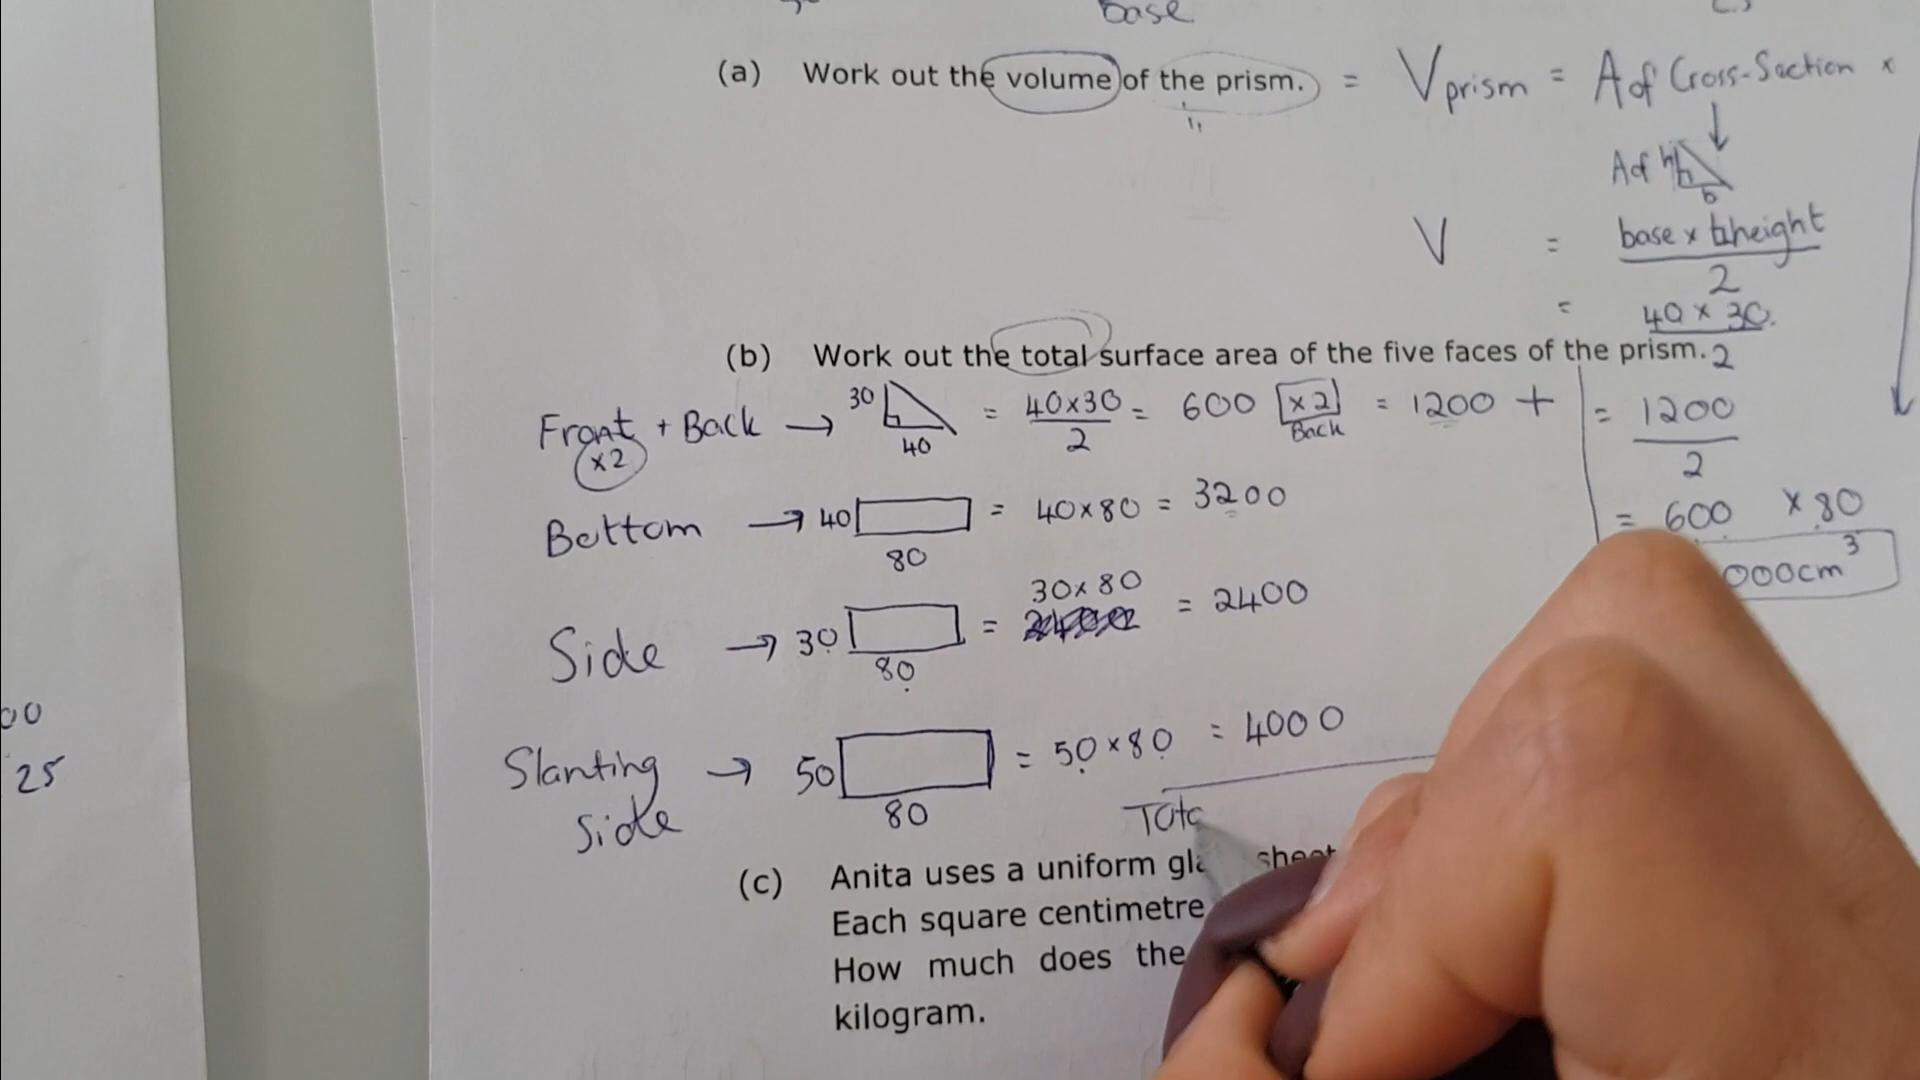 base
(a) Work out the volume of the prism. = V prism = A of Cross-Section ×
A of h b
V = base × height
2
= 40 × 30
2
(b) Work out the total surface area of the five faces of the prism.
Front + Back → 30 40 = 40×30 = 600 ×2 = 1200 +
×2 2 Back
= 1200
2
Bottom → 40 80 = 40×80 = 3200
= 600 × 80
000cm³
Side → 30 80 = 30×80 = 2400
00
25
Slanting side → 50 80 = 50×80 = 4000
(c) Anita uses a uniform
Each square centimetre
How much does the
kilogram.